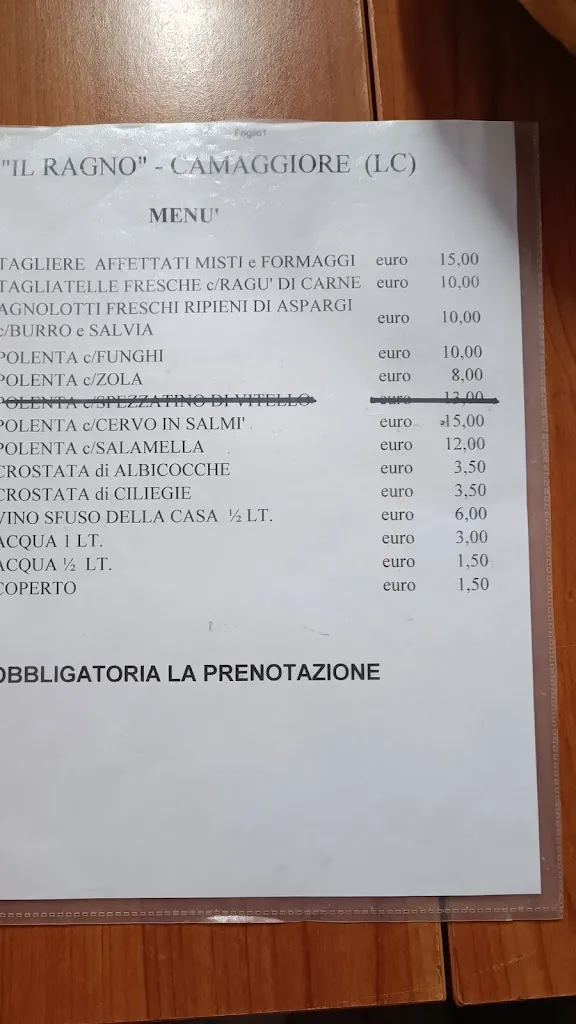 Foglio1
"IL RAGNO" - CAMAGGIORE (LC)
MENU'
TAGLIERE AFFETTATI MISTI e FORMAGGI euro 15,00
TAGLIATELLE FRESCHE c/RAGU' DI CARNE euro 10,00
AGNOLOTTI FRESCHI RIPIENI DI ASPARGI
c/BURRO e SALVIA euro 10,00
POLENTA c/FUNGHI euro 10,00
POLENTA c/ZOLA euro 8,00
POLENTA c/SPEZZATINO DI VITELLO euro 13,00
POLENTA c/CERVO IN SALMI' euro 15,00
POLENTA c/SALAMELLA euro 12,00
CROSTATA di ALBICOCCHE euro 3,50
CROSTATA di CILIEGIE euro 3,50
VINO SFUSO DELLA CASA ½ LT. euro 6,00
ACQUA 1 LT. euro 3,00
ACQUA ½ LT. euro 1,50
COPERTO euro 1,50
OBBLIGATORIA LA PRENOTAZIONE